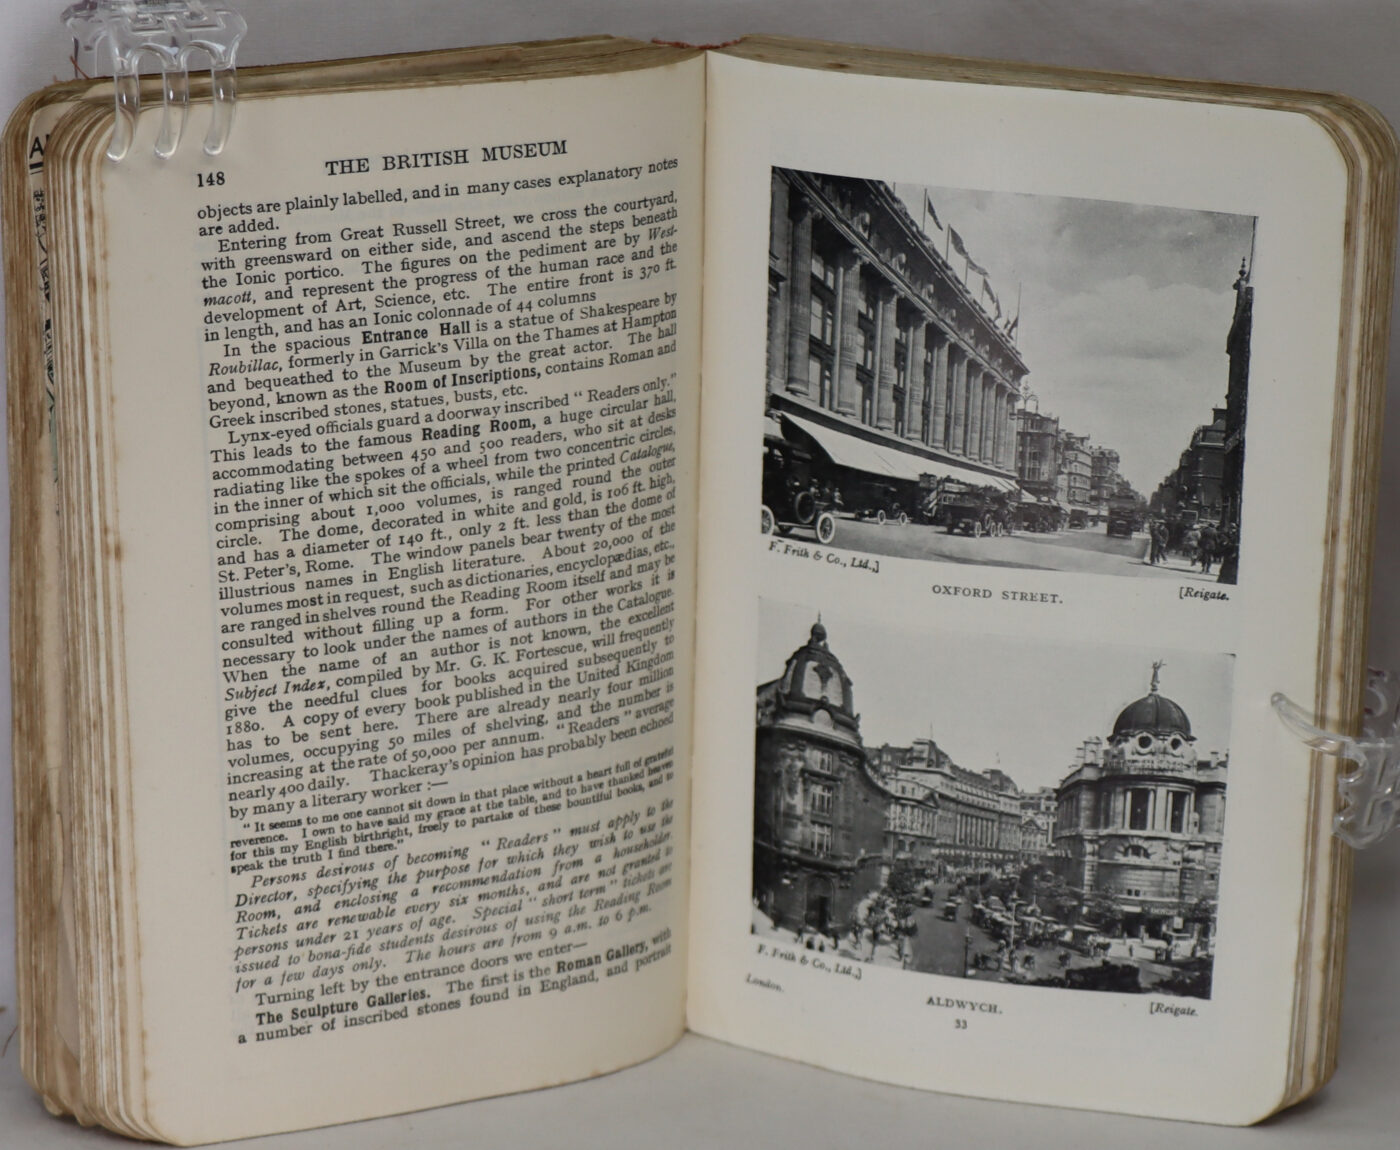 148
THE BRITISH MUSEUM
objects are plainly labelled, and in many cases explanatory notes
are added.
Entering from Great Russell Street, we cross the courtyard,
with greensward on either side, and ascend the steps beneath
the Ionic portico. The figures on the pediment are by West-
macott, and represent the progress of the human race and the
development of Art, Science, etc. The entire front is 370 ft.
in length, and has an Ionic colonnade of 44 columns
In the spacious Entrance Hall is a statue of Shakespeare by
Roubillac, formerly in Garrick's Villa on the Thames at Hampton
and bequeathed to the Museum by the great actor. The hall
beyond, known as the Room of Inscriptions, contains Roman and
Greek inscribed stones, statues, busts, etc.
Lynx-eyed officials guard a doorway inscribed "Readers only."
This leads to the famous Reading Room, a huge circular hall,
accommodating between 450 and 500 readers, who sit at desks
radiating like the spokes of a wheel from two concentric circles,
in the inner of which sit the officials, while the printed Catalogue,
comprising about 1,000 volumes, is ranged round the outer
circle. The dome, decorated in white and gold, is 106 ft. high,
and has a diameter of 140 ft., only 2 ft. less than the dome of
St. Peter's, Rome. The window panels bear twenty of the most
illustrious names in English literature. About 20,000 of the
volumes most in request, such as dictionaries, encyclopædias, etc.,
are ranged in shelves round the Reading Room itself and may be
consulted without filling up a form. For other works it is
necessary to look under the names of authors in the Catalogue.
When the name of an author is not known, the excellent
Subject Index, compiled by Mr. G. K. Fortescue, will frequently
give the needful clues for books acquired subsequently to
1880. A copy of every book published in the United Kingdom
has to be sent here. There are already nearly four million
volumes, occupying 50 miles of shelving, and the number is
increasing at the rate of 50,000 per annum. "Readers" average
nearly 400 daily. Thackeray's opinion has probably been echoed
by many a literary worker :—
"It seems to me one cannot sit down in that place without a heart full of grateful
reverence. I own to have said my grace at the table, and to have thanked heaven
for this my English birthright, freely to partake of these bountiful books, and to
speak the truth I find there."
Persons desirous of becoming "Readers" must apply to the
Director, specifying the purpose for which they wish to use the
Room, and enclosing a recommendation from a householder.
Tickets are renewable every six months, and are not granted to
persons under 21 years of age. Special "short term" tickets are
issued to bona-fide students desirous of using the Reading Room
for a few days only. The hours are from 9 a.m. to 6 p.m.
Turning left by the entrance doors we enter—
The Sculpture Galleries. The first is the Roman Gallery, with
a number of inscribed stones found in England, and portrait
F. Frith & Co., Ltd.,]
[Reigate.
OXFORD STREET.
F. Frith & Co., Ltd.,]
[Reigate.
London.
ALDWYCH.
33